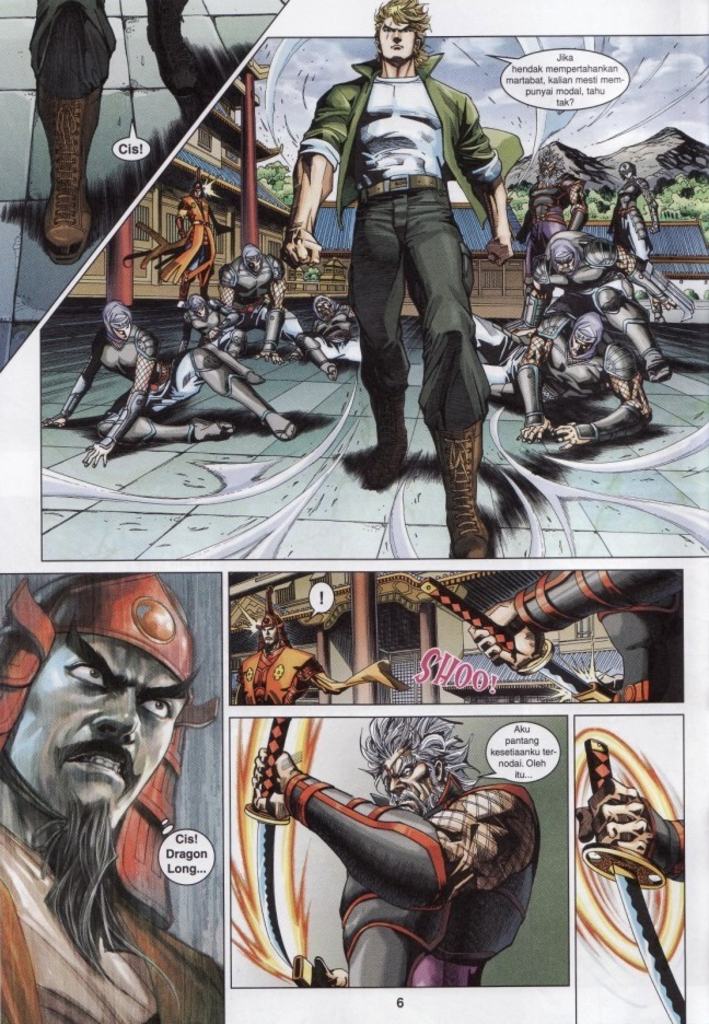 Cis!
Jika
hendak mempertahankan
martabat, kalian mesti mem-
punyai modal, tahu
tak?
Cis!
Dragon
Long...
!
SHOO!
Aku
pantang
kesetiaanku ter-
nodai. Oleh
itu...
6